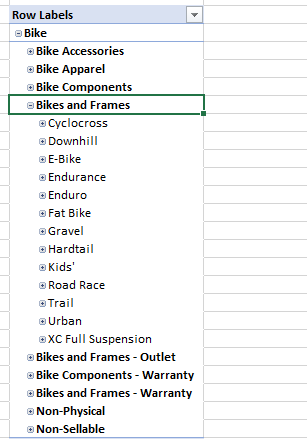 Row Labels
Bike
Bike Accessories
Bike Apparel
Bike Components
Bikes and Frames
Cyclocross
Downhill
E-Bike
Endurance
Enduro
Fat Bike
Gravel
Hardtail
Kids'
Road Race
Trail
Urban
XC Full Suspension
Bikes and Frames - Outlet
Bike Components - Warranty
Bikes and Frames - Warranty
Non-Physical
Non-Sellable